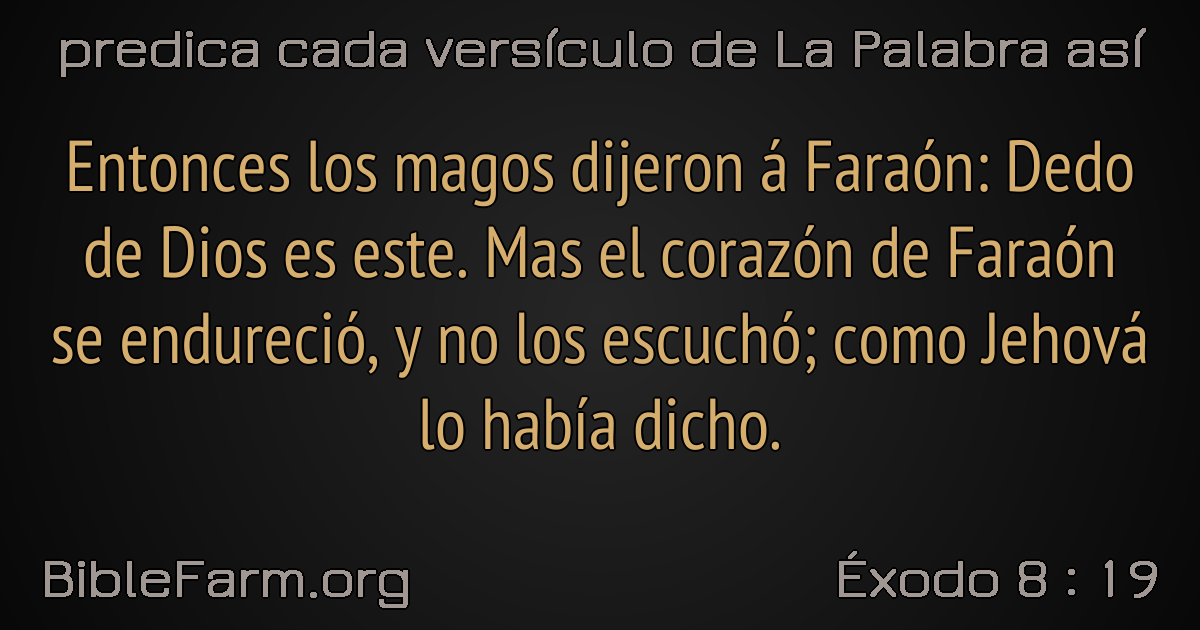 predica cada versículo de La Palabra así
Entonces los magos dijeron á Faraón: Dedo
de Dios es este. Mas el corazón de Faraón
se endureció, y no los escuchó; como Jehová
lo había dicho.
BibleFarm.org
Éxodo 8 : 19